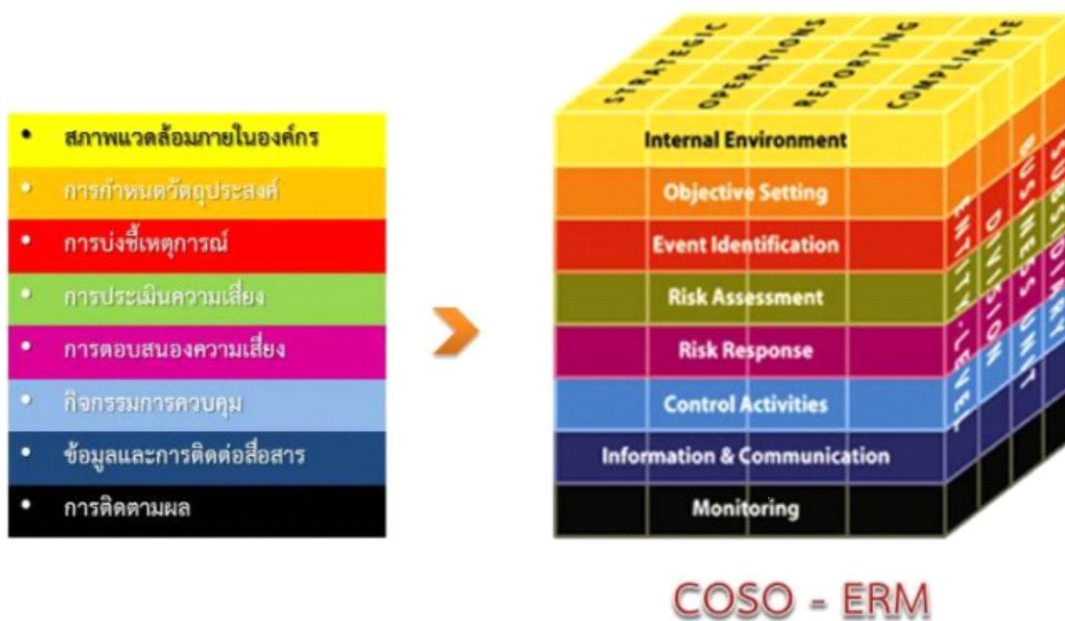 • สภาพแวดล้อมภายในองค์กร
• การกำหนดวัตถุประสงค์
• การบ่งชี้เหตุการณ์
• การประเมินความเสี่ยง
• การตอบสนองความเสี่ยง
• กิจกรรมการควบคุม
• ข้อมูลและการติดต่อสื่อสาร
• การติดตามผล
STRATEGIC
OPERATIONS
REPORTING
COMPLIANCE
Internal Environment
Objective Setting
Event Identification
Risk Assessment
Risk Response
Control Activities
Information & Communication
Monitoring
ENTITY-LEVEL
DIVISION
BUSINESS UNIT
SUBSIDIARY
COSO - ERM